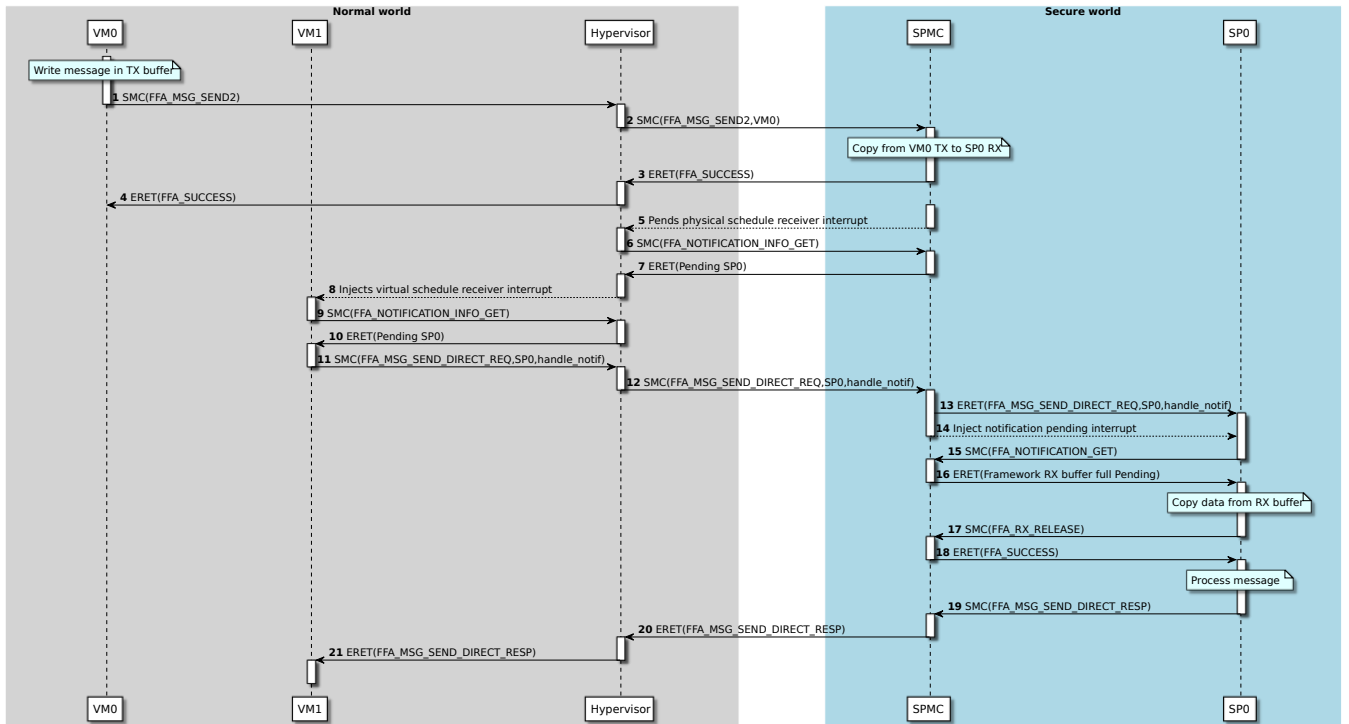 Normal world
Secure world
VM0
VM1
Hypervisor
SPMC
SP0
Write message in TX buffer
1 SMC(FFA_MSG_SEND2)
2 SMC(FFA_MSG_SEND2,VM0)
Copy from VM0 TX to SP0 RX
3 ERET(FFA_SUCCESS)
4 ERET(FFA_SUCCESS)
5 Pends physical schedule receiver interrupt
6 SMC(FFA_NOTIFICATION_INFO_GET)
7 ERET(Pending SP0)
8 Injects virtual schedule receiver interrupt
9 SMC(FFA_NOTIFICATION_INFO_GET)
10 ERET(Pending SP0)
11 SMC(FFA_MSG_SEND_DIRECT_REQ,SP0,handle_notif)
12 SMC(FFA_MSG_SEND_DIRECT_REQ,SP0,handle_notif)
13 ERET(FFA_MSG_SEND_DIRECT_REQ,SP0,handle_notif)
14 Inject notification pending interrupt
15 SMC(FFA_NOTIFICATION_GET)
16 ERET(Framework RX buffer full Pending)
Copy data from RX buffer
17 SMC(FFA_RX_RELEASE)
18 ERET(FFA_SUCCESS)
Process message
19 SMC(FFA_MSG_SEND_DIRECT_RESP)
20 ERET(FFA_MSG_SEND_DIRECT_RESP)
21 ERET(FFA_MSG_SEND_DIRECT_RESP)
VM0
VM1
Hypervisor
SPMC
SP0